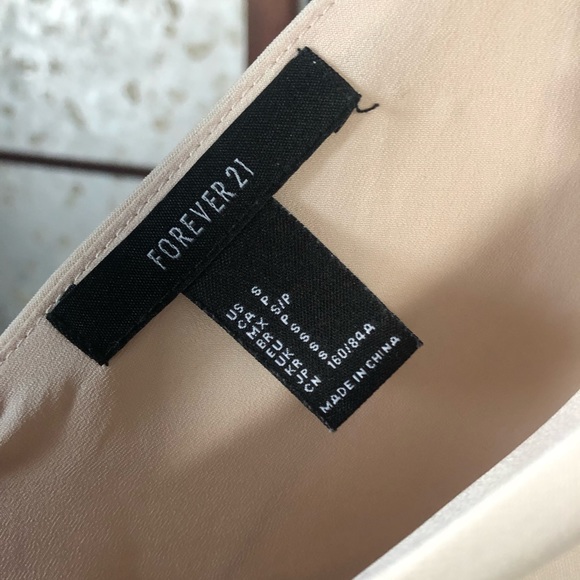 FOREVER 21
US S
CA S/P
MX
BR P
EU S
UK S
KR S
JP S
CN 160/84A
MADE IN CHINA